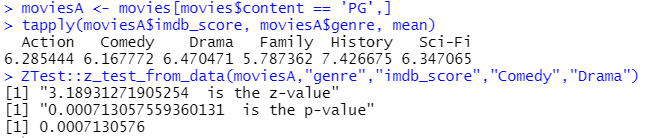 > moviesA <- movies[movies$content == 'PG',]
> tapply(moviesA$imdb_score, moviesA$genre, mean)
  Action   Comedy    Drama   Family  History   Sci-Fi
6.285444 6.167772 6.470471 5.787362 7.426675 6.347065
> ZTest::z_test_from_data(moviesA,"genre","imdb_score","Comedy","Drama")
[1] "3.18931271905254  is the z-value"
[1] "0.000713057559360131  is the p-value"
[1] 0.0007130576